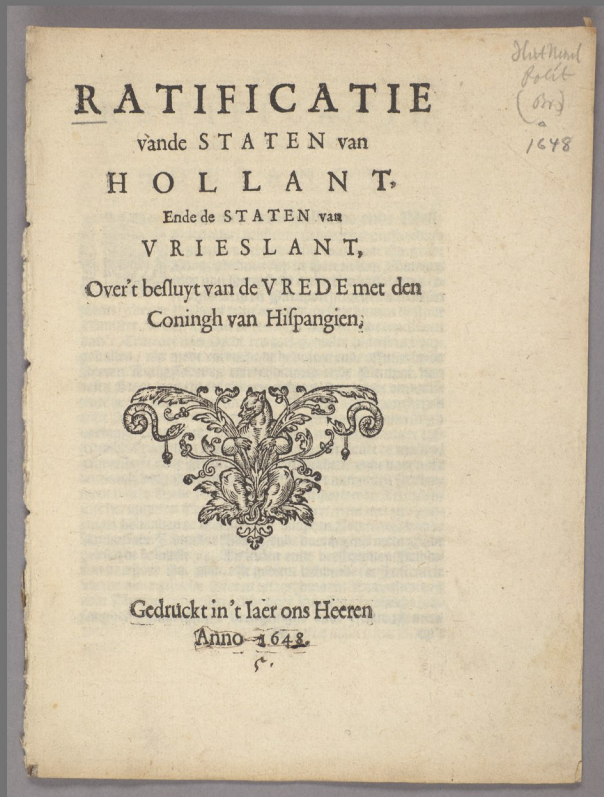 RATIFICATIE
vande STATEN van
HOLLANT,
Ende de STATEN van
VRIESLANT,
Over't besluyt van de VREDE met den
Coningh van Hispangien,
Gedruckt in't Iaer ons Heeren
Anno 1648.
1648